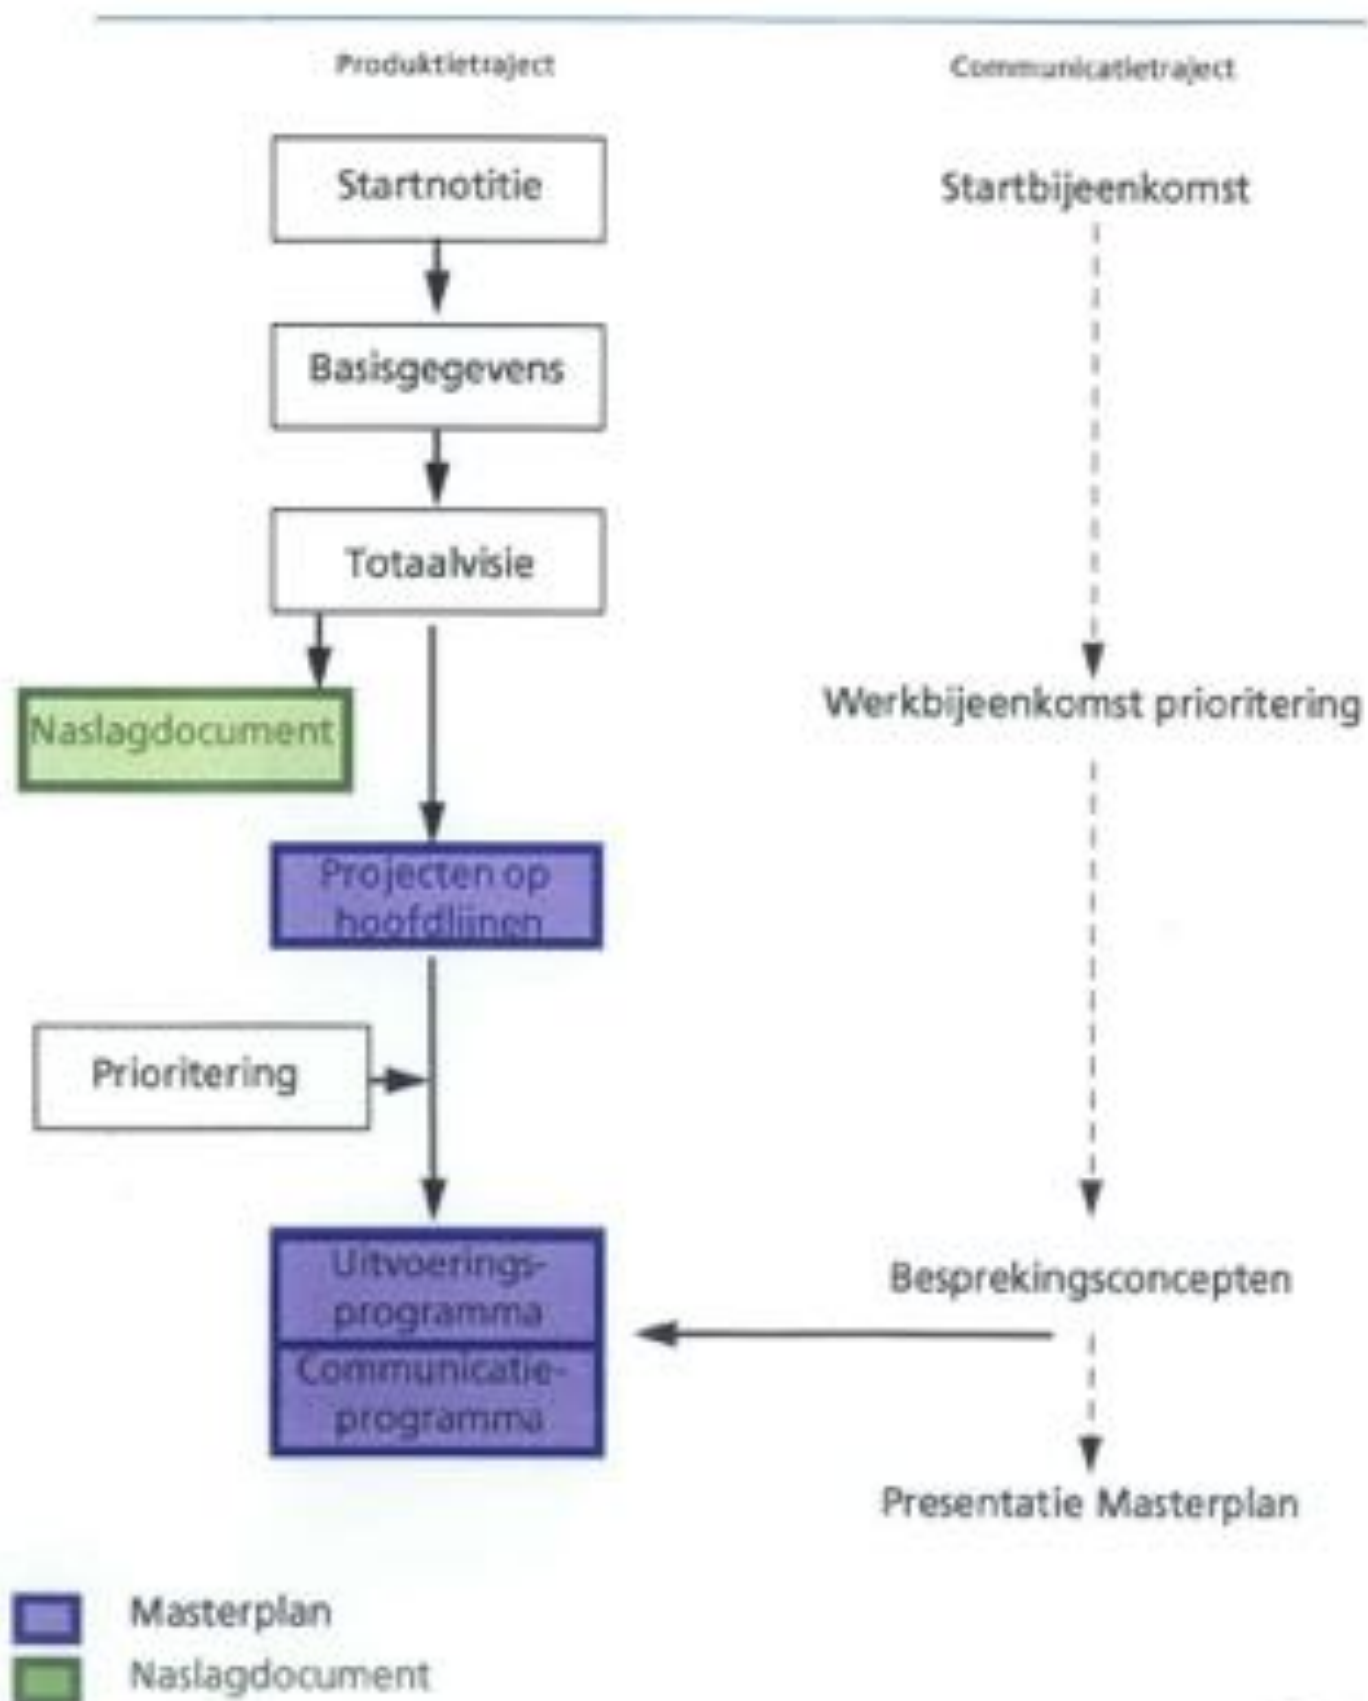 Produktietraject
Communicatietraject
Startnotitie
Startbijeenkomst
Basisgegevens
Totaalvisie
Naslagdocument
Werkbijeenkomst prioritering
Projecten op
hoofdlijnen
Prioritering
Uitvoerings-
programma
Besprekingsconcepten
Communicatie-
programma
Presentatie Masterplan
Masterplan
Naslagdocument